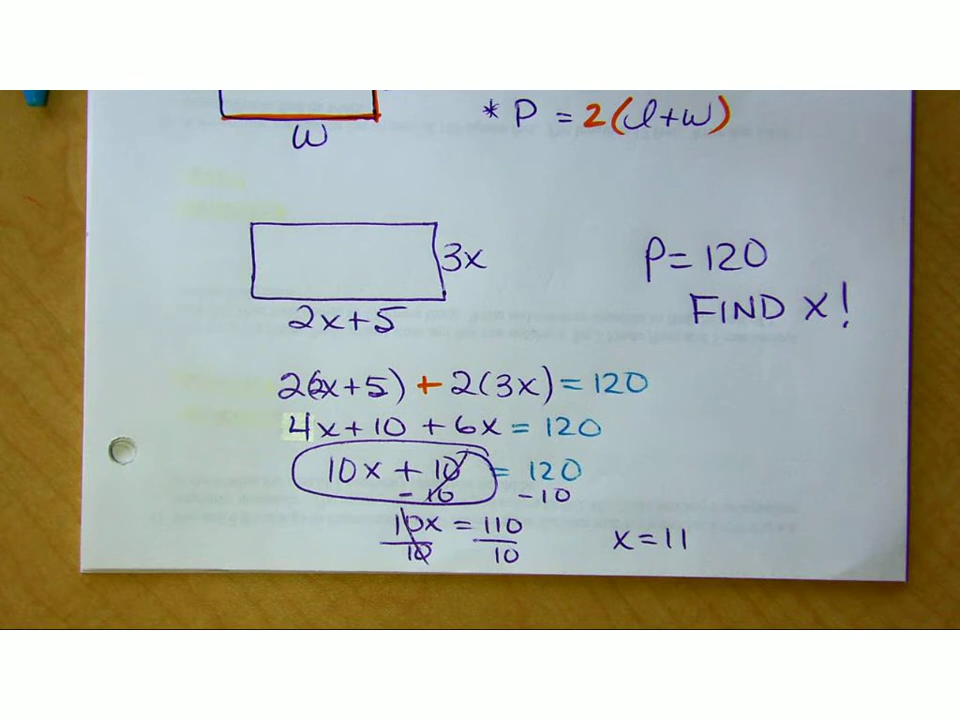 * P = 2(l+w)
w
3x
2x+5
P=120
FIND X!
2(2x+5) + 2(3x) = 120
4x+10 + 6x = 120
10x + 10 = 120
-10 -10
10x = 110
10 10
x = 11